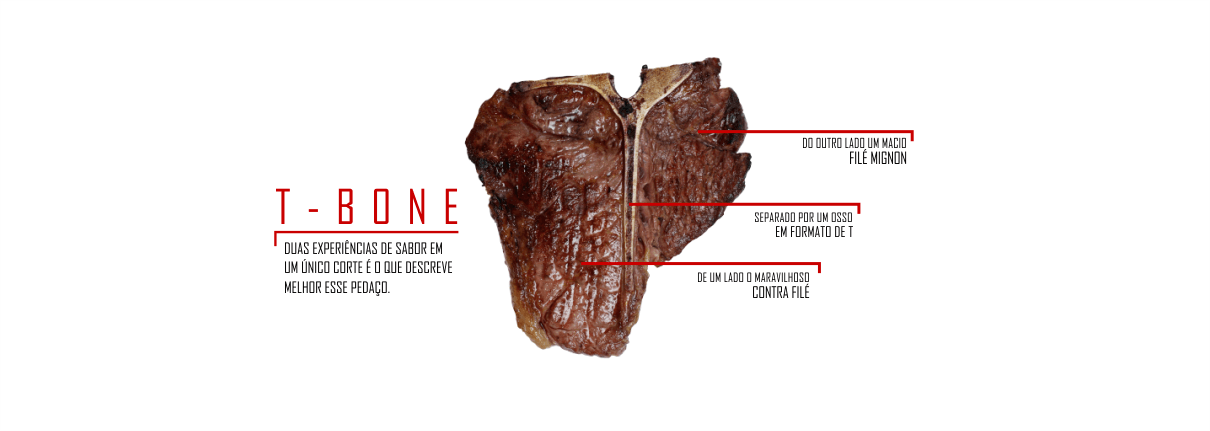 T-BONE
DUAS EXPERIÊNCIAS DE SABOR EM
UM ÚNICO CORTE É O QUE DESCREVE
MELHOR ESSE PEDAÇO.
DO OUTRO LADO UM MACIO
FILÉ MIGNON
SEPARADO POR UM OSSO
EM FORMATO DE T
DE UM LADO O MARAVILHOSO
CONTRA FILÉ